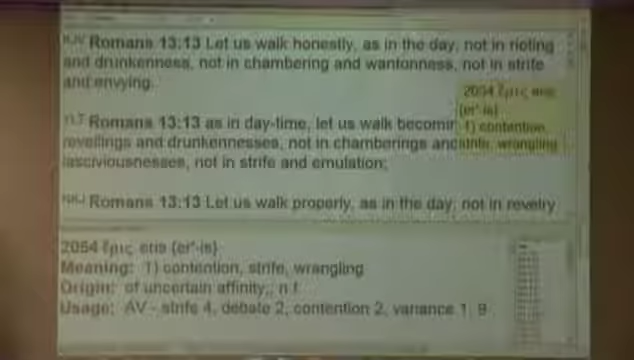 KJV Romans 13:13 Let us walk honestly, as in the day, not in rioting
and drunkenness, not in chambering and wantonness, not in strife
and envying.
2054 ἔρις eris
{er'-is}
YLT Romans 13:13 as in day-time, let us walk becomin
1) contention,
revellings and drunkennesses, not in chamberings and
strife, wrangling
lasciviousnesses, not in strife and emulation;
NKJ Romans 13:13 Let us walk properly, as in the day, not in revelry
2054 ἔρις eris {er'-is}
Meaning: 1) contention, strife, wrangling
Origin: of uncertain affinity,; n f
Usage: AV - strife 4, debate 2, contention 2, variance 1; 9